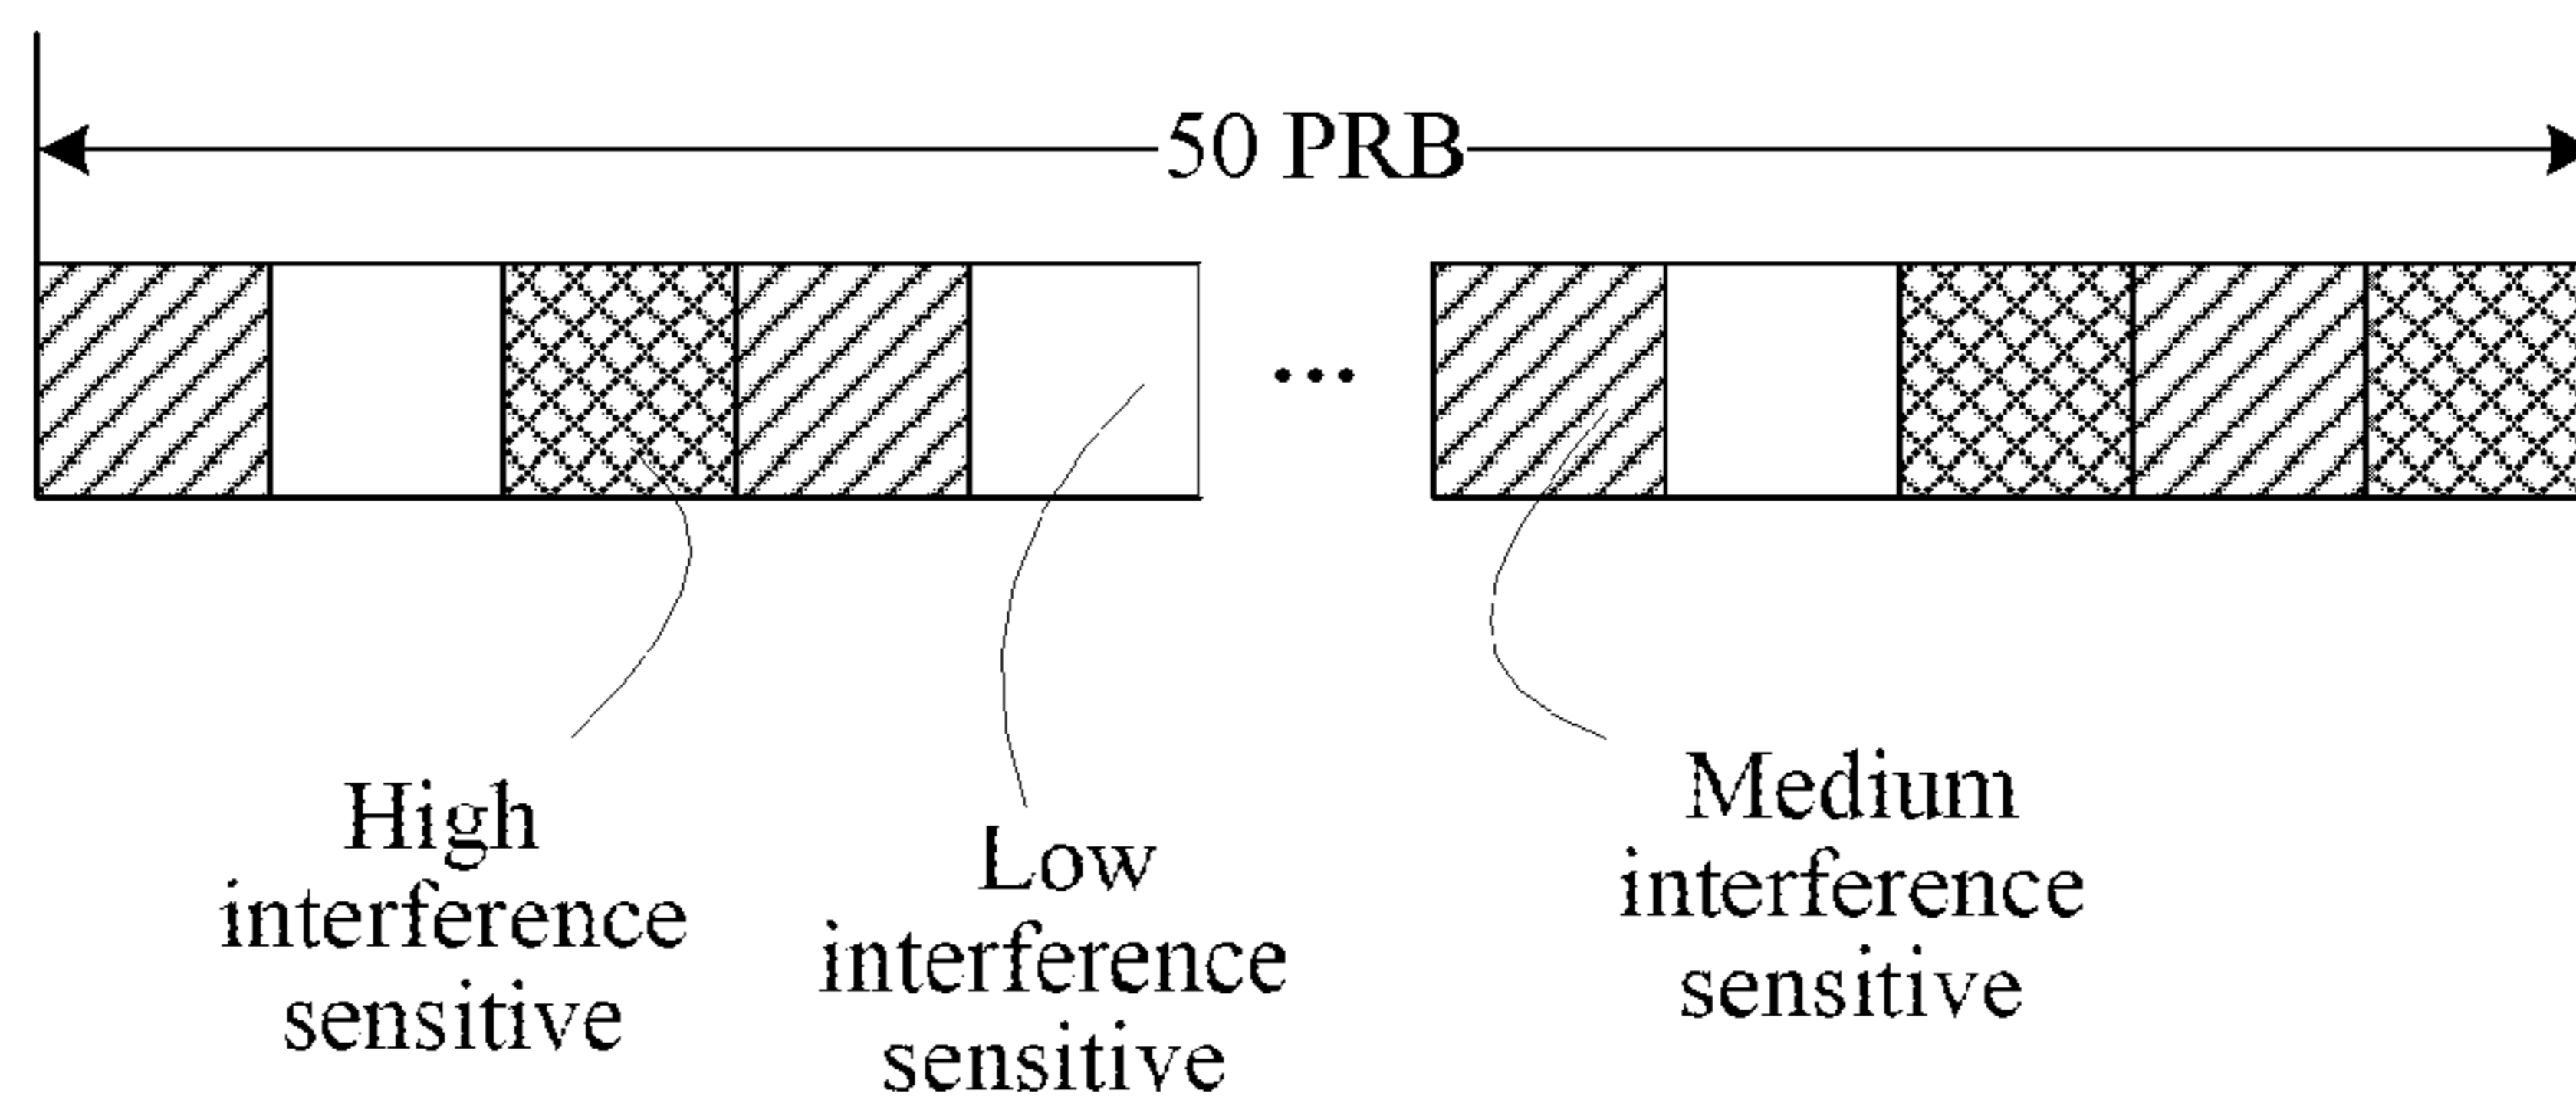 50 PRB
...
High
interference
sensitive
Low
interference
sensitive
Medium
interference
sensitive